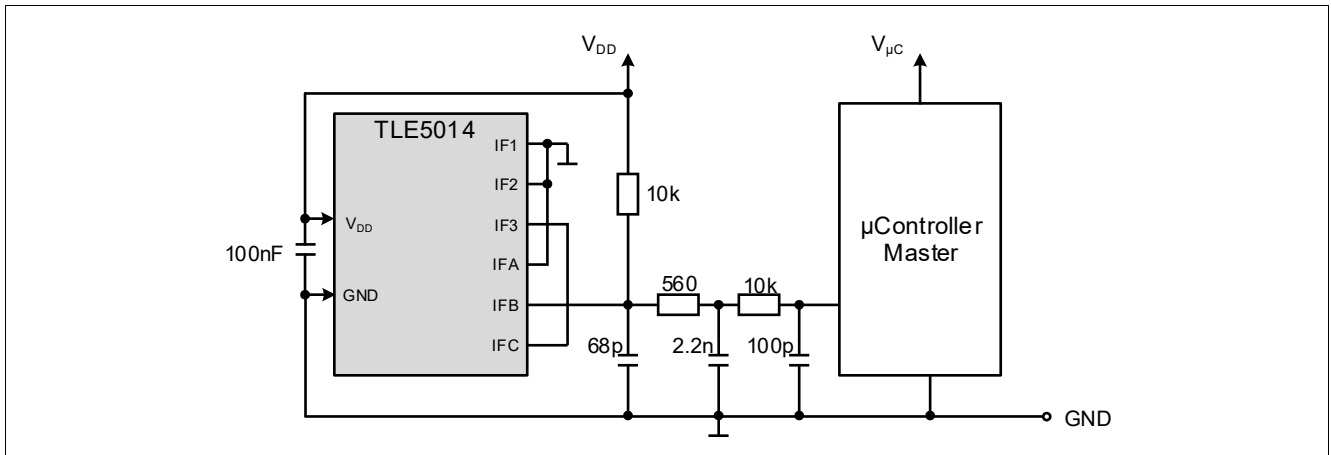 V_DD
V_µC
TLE5014
IF1
IF2
10k
IF3
V_DD
µController
Master
100nF
IFA
GND
560
10k
IFB
IFC
68p
2.2n
100p
GND